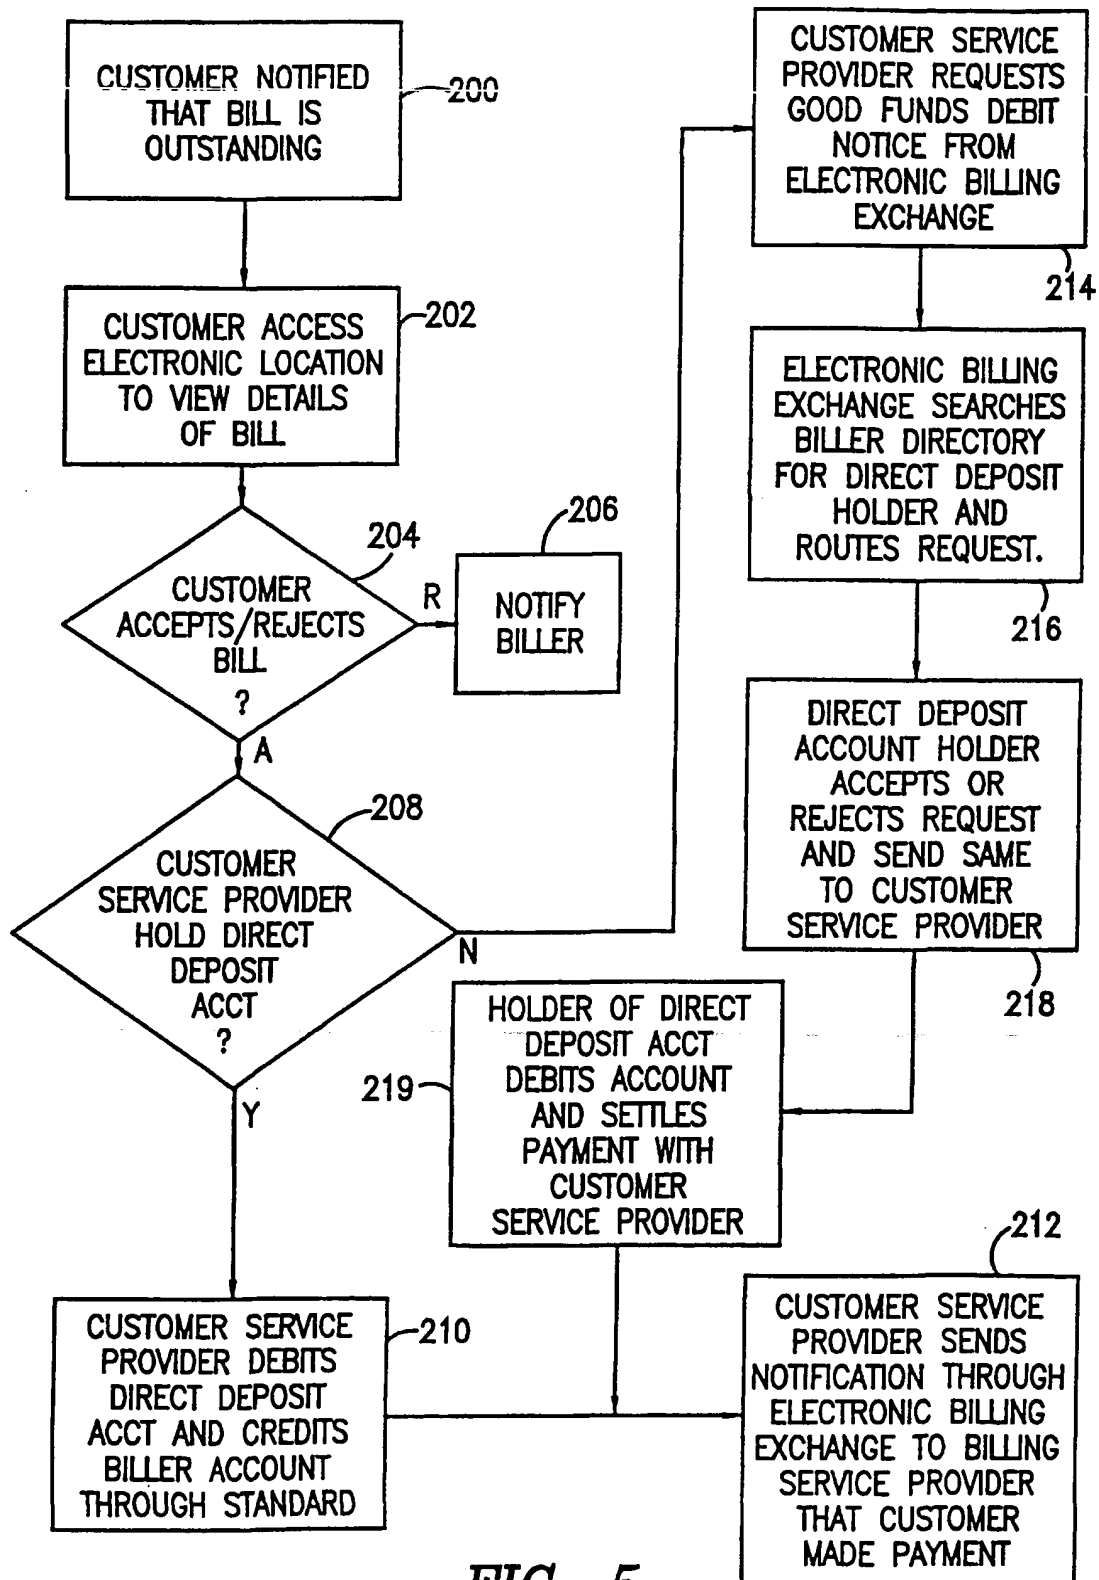 CUSTOMER NOTIFIED
THAT BILL IS
OUTSTANDING
200
CUSTOMER ACCESS
ELECTRONIC LOCATION
TO VIEW DETAILS
OF BILL
202
CUSTOMER
ACCEPTS/REJECTS
BILL
?
204
R
NOTIFY
BILLER
206
A
CUSTOMER
SERVICE PROVIDER
HOLD DIRECT
DEPOSIT
ACCT
?
208
N
Y
CUSTOMER SERVICE
PROVIDER DEBITS
DIRECT DEPOSIT
ACCT AND CREDITS
BILLER ACCOUNT
THROUGH STANDARD
210
CUSTOMER SERVICE
PROVIDER REQUESTS
GOOD FUNDS DEBIT
NOTICE FROM
ELECTRONIC BILLING
EXCHANGE
214
ELECTRONIC BILLING
EXCHANGE SEARCHES
BILLER DIRECTORY
FOR DIRECT DEPOSIT
HOLDER AND
ROUTES REQUEST.
216
DIRECT DEPOSIT
ACCOUNT HOLDER
ACCEPTS OR
REJECTS REQUEST
AND SEND SAME
TO CUSTOMER
SERVICE PROVIDER
218
HOLDER OF DIRECT
DEPOSIT ACCT
DEBITS ACCOUNT
AND SETTLES
PAYMENT WITH
CUSTOMER
SERVICE PROVIDER
219
CUSTOMER SERVICE
PROVIDER SENDS
NOTIFICATION THROUGH
ELECTRONIC BILLING
EXCHANGE TO BILLING
SERVICE PROVIDER
THAT CUSTOMER
MADE PAYMENT
212
FIG. 5